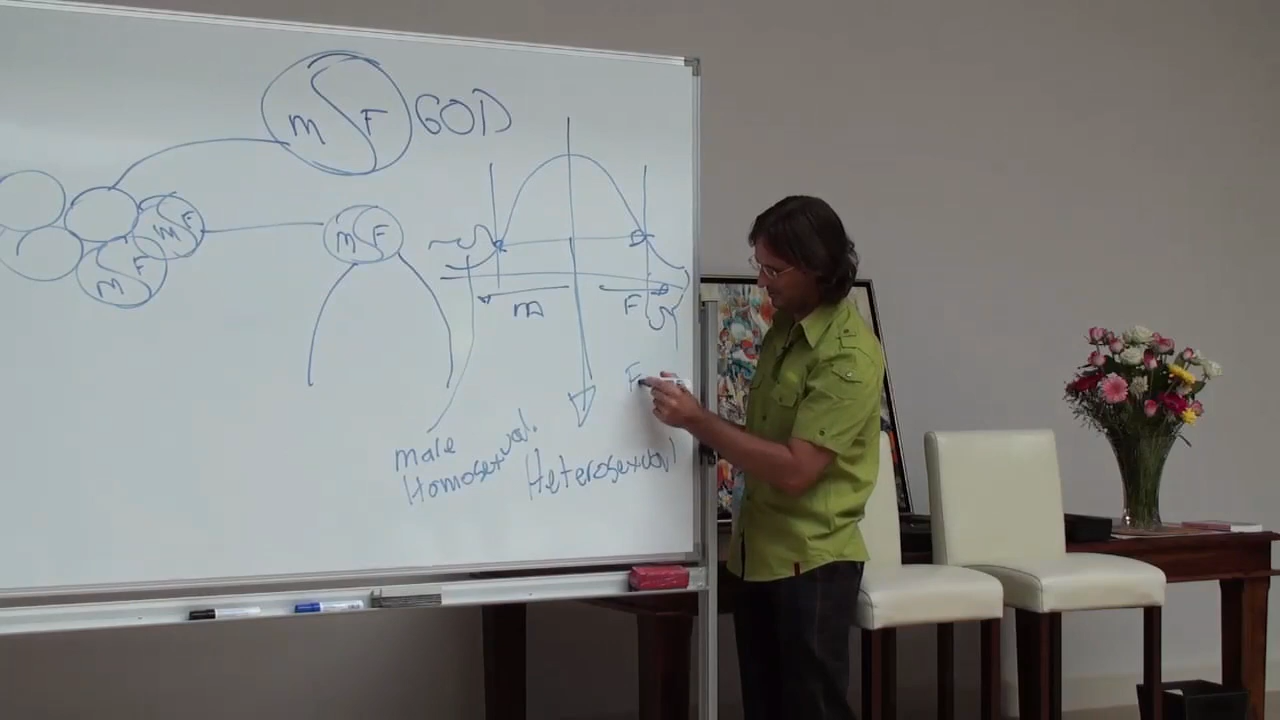 GOD
M F
M F
M F
M F
m F
male
Homosexual.
Heterosexual
F